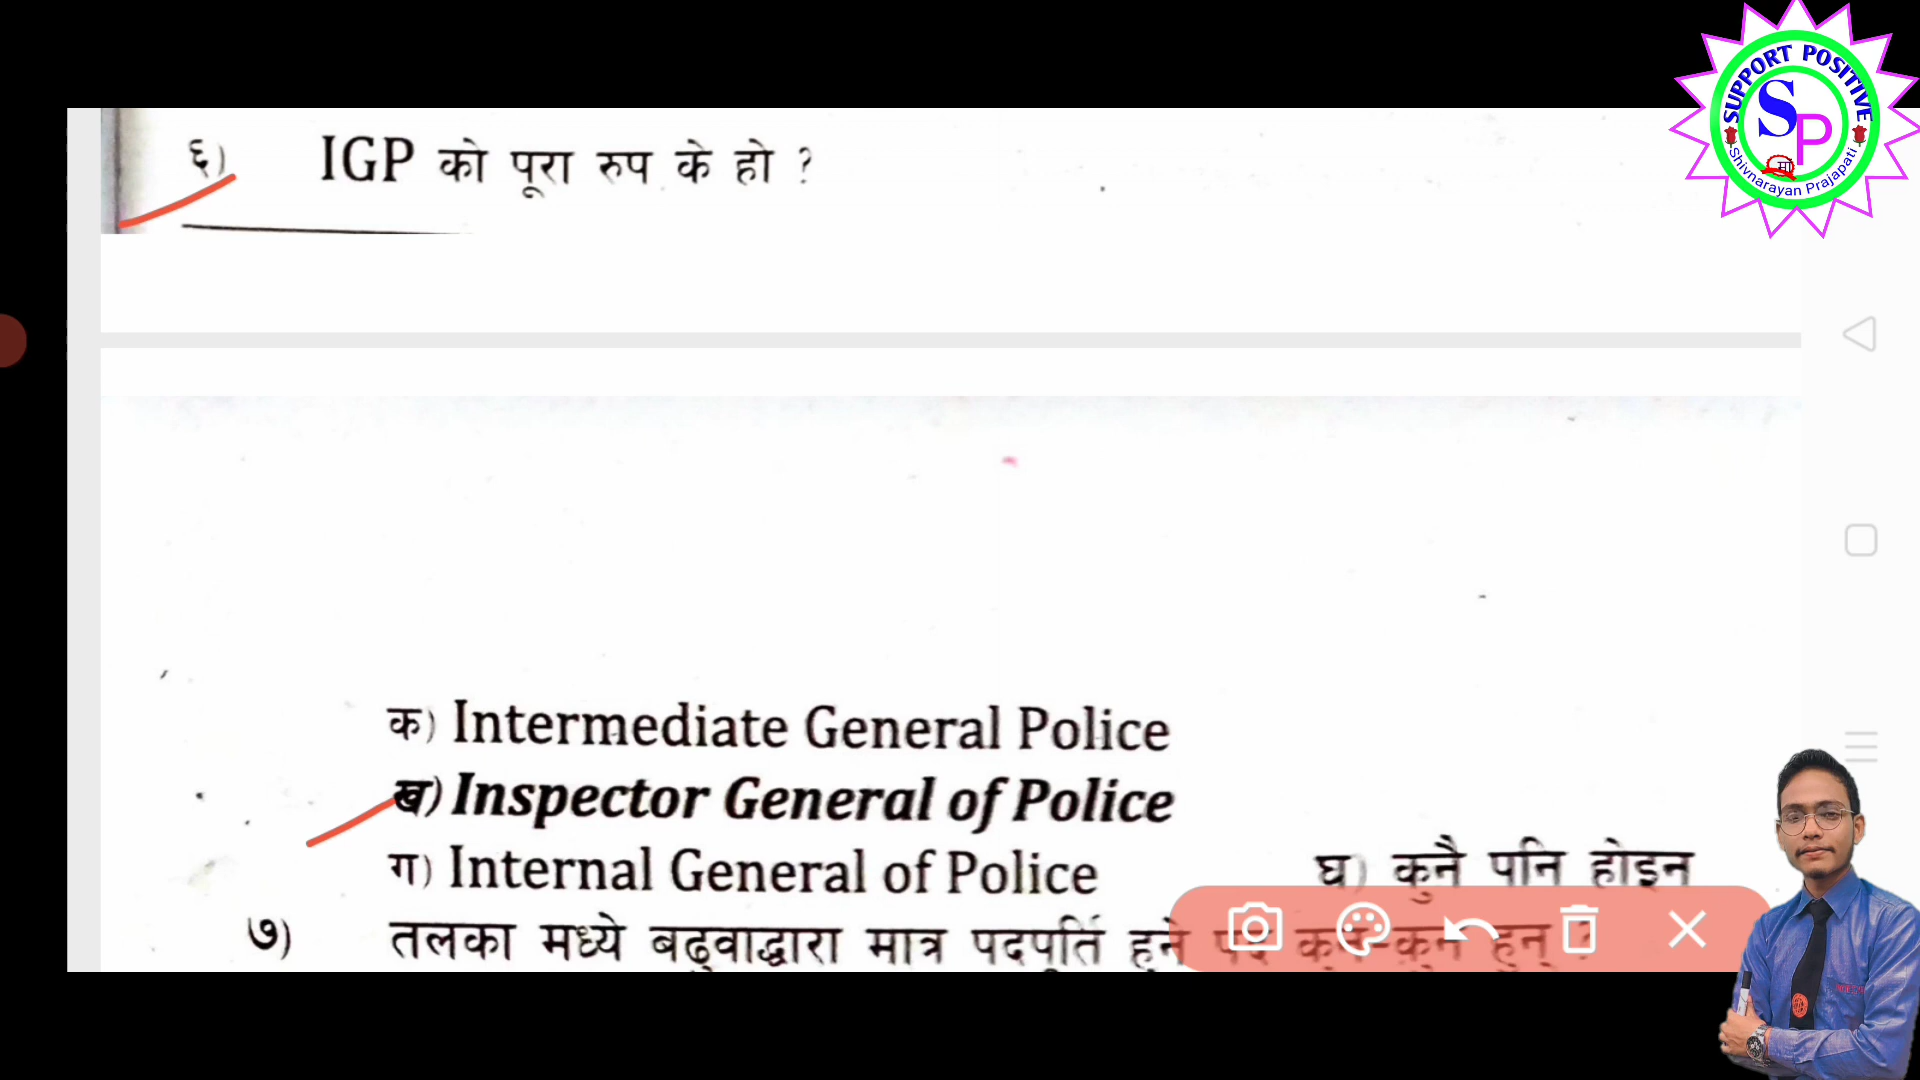 SUPPORT POSITIVE
SP
मा
Shivnarayan Prajapati
६) IGP को पूरा रुप के हो ?
क) Intermediate General Police
ख) Inspector General of Police
ग) Internal General of Police घ) कुनै पनि होइन
७) तलका मध्ये बढ्वाद्धारा मात्र पदपूर्ति हुने पद कुन-कुन हुन् ?